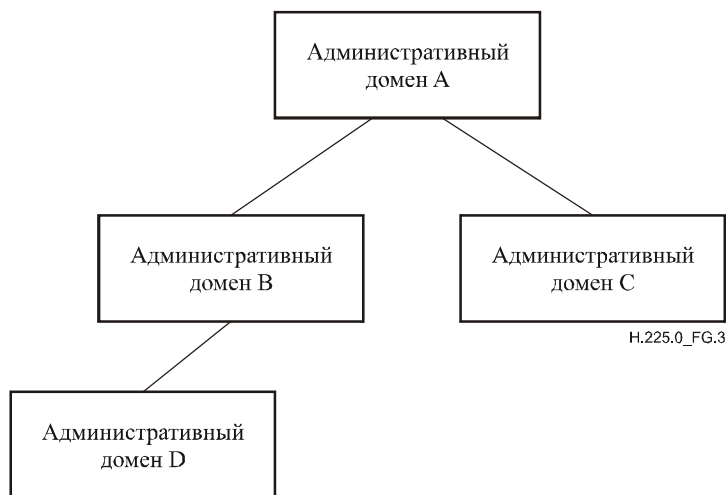 Административный
домен A
Административный
домен B
Административный
домен C
H.225.0_FG.3
Административный
домен D